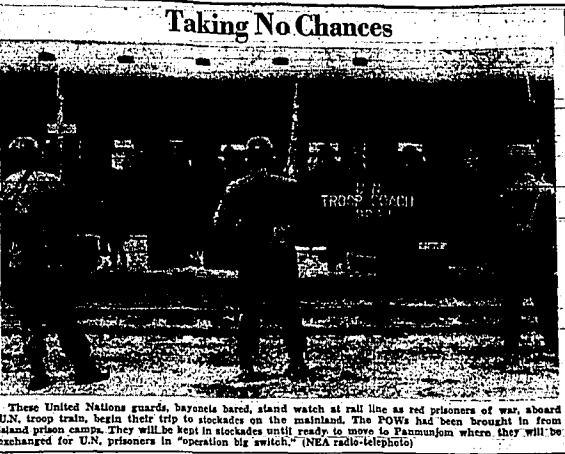 Taking No Chances
U N
TROOP COACH
These United Nations guards, bayonets bared, stand watch at rail line as red prisoners of war, aboard
U.N. troop train, begin their trip to stockades on the mainland. The POWs had been brought in from
island prison camps. They will be kept in stockades until ready to move to Panmunjom where they will be
exchanged for U.N. prisoners in "operation big switch." (NEA radio-telephoto)